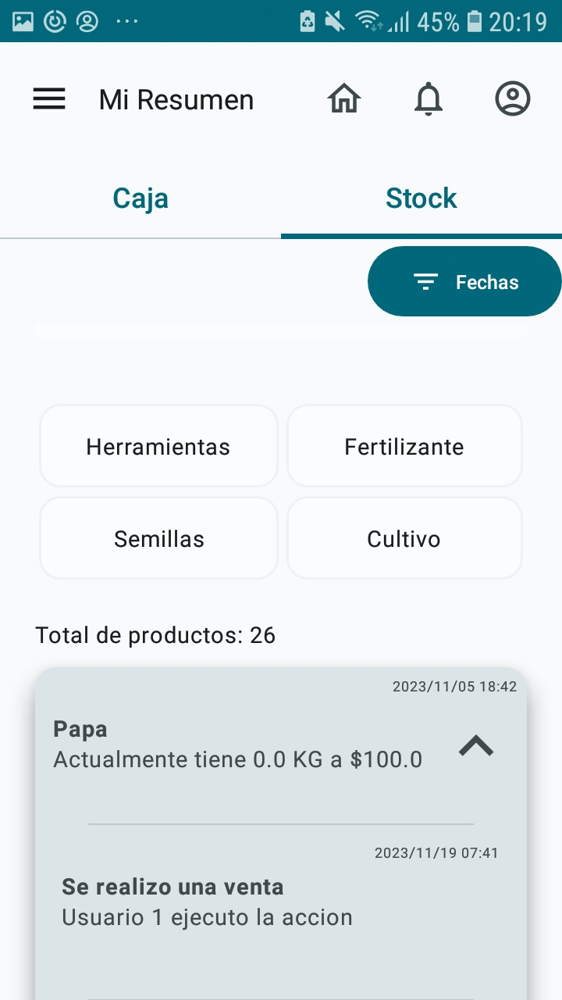 45% 20:19
Mi Resumen
Caja Stock
Fechas
Herramientas Fertilizante
Semillas Cultivo
Total de productos: 26
2023/11/05 18:42
Papa
Actualmente tiene 0.0 KG a $100.0
2023/11/19 07:41
Se realizo una venta
Usuario 1 ejecuto la accion